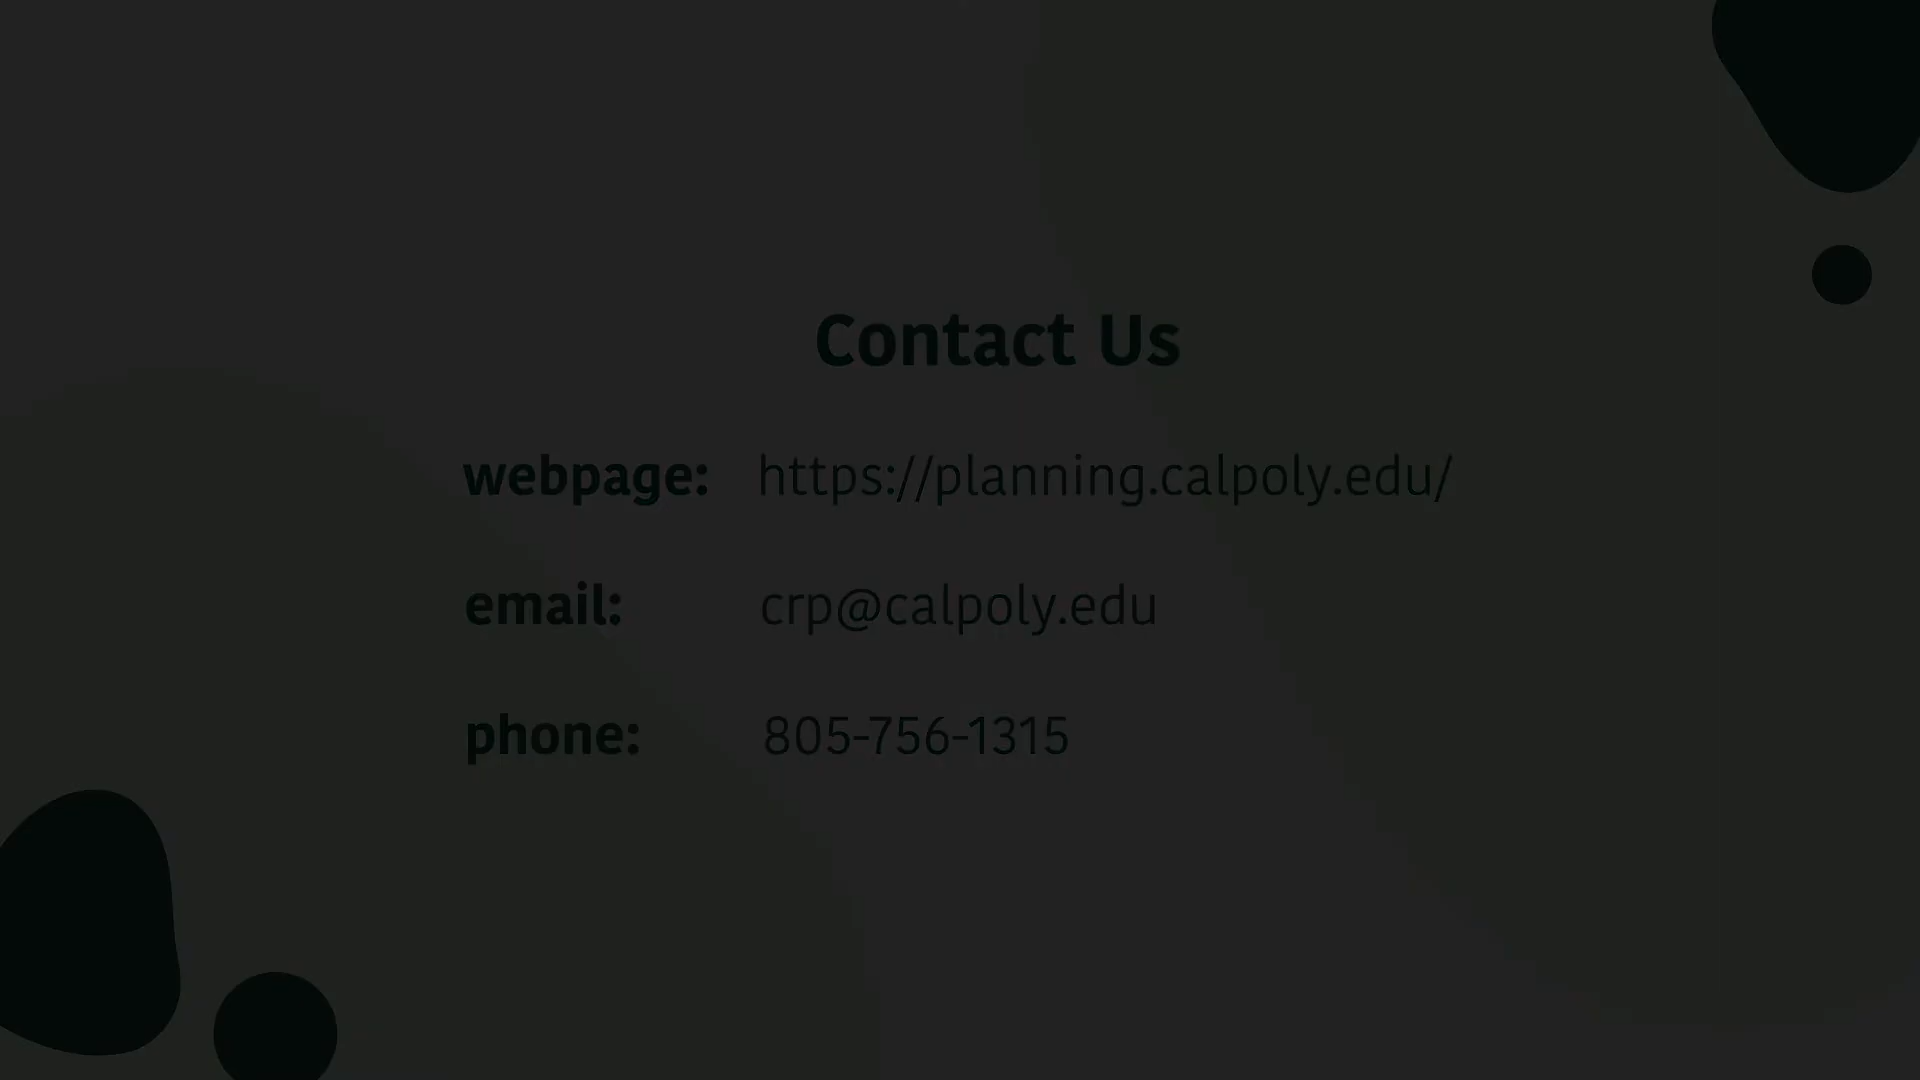 Contact Us
webpage: https://planning.calpoly.edu/
email: crp@calpoly.edu
phone: 805-756-1315